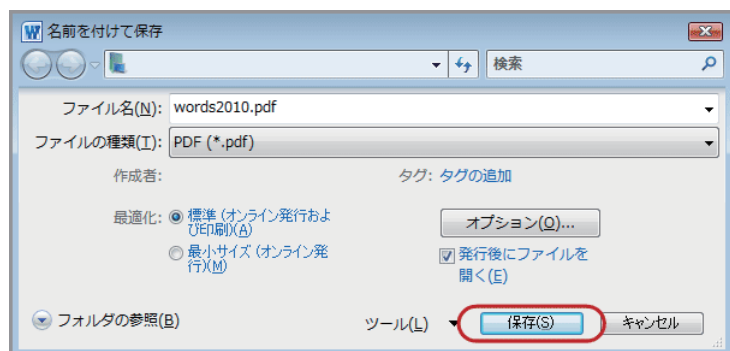 名前を付けて保存
検索
ファイル名(N): words2010.pdf
ファイルの種類(T): PDF (*.pdf)
作成者: タグ: タグの追加
最適化: 標準 (オンライン発行およ
び印刷)(A)
オプション(O)...
最小サイズ (オンライン発
行)(M)
発行後にファイルを
開く(E)
フォルダの参照(B) ツール(L) 保存(S) キャンセル